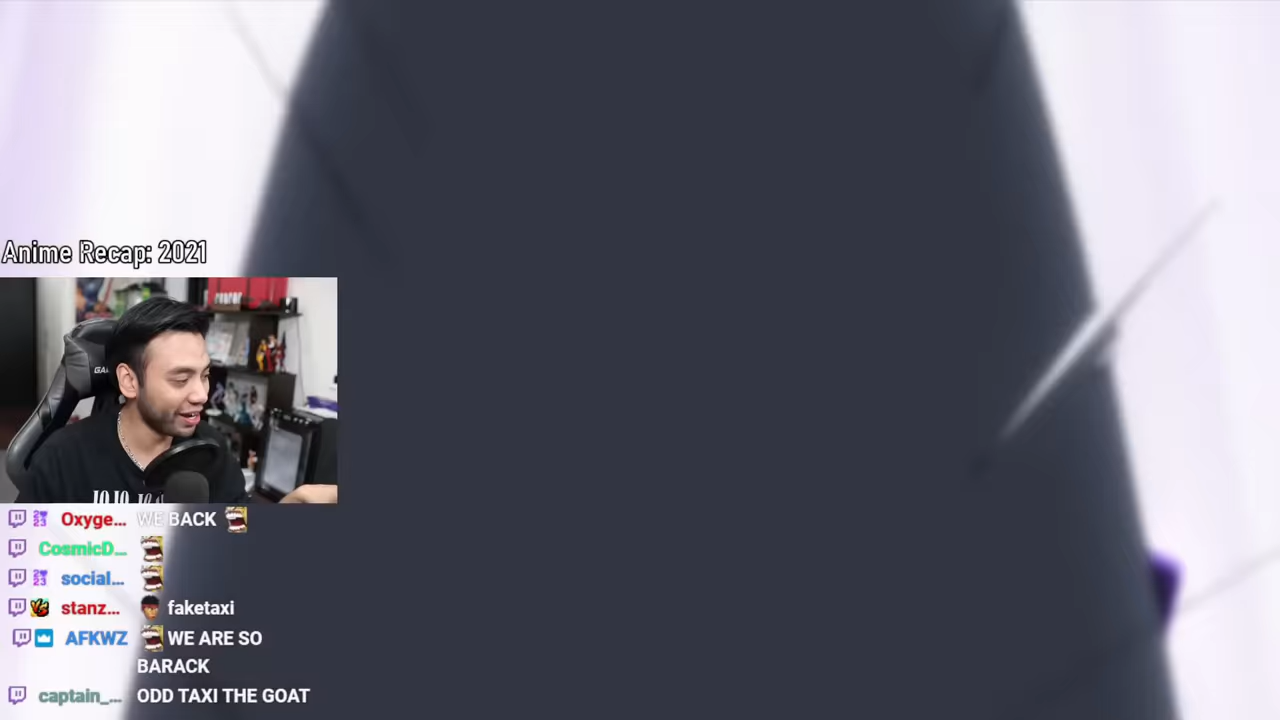 Anime Recap: 2021
Oxyge... WE BACK
CosmicD...
social...
stanz... faketaxi
AFKWZ WE ARE SO
BARACK
captain_... ODD TAXI THE GOAT